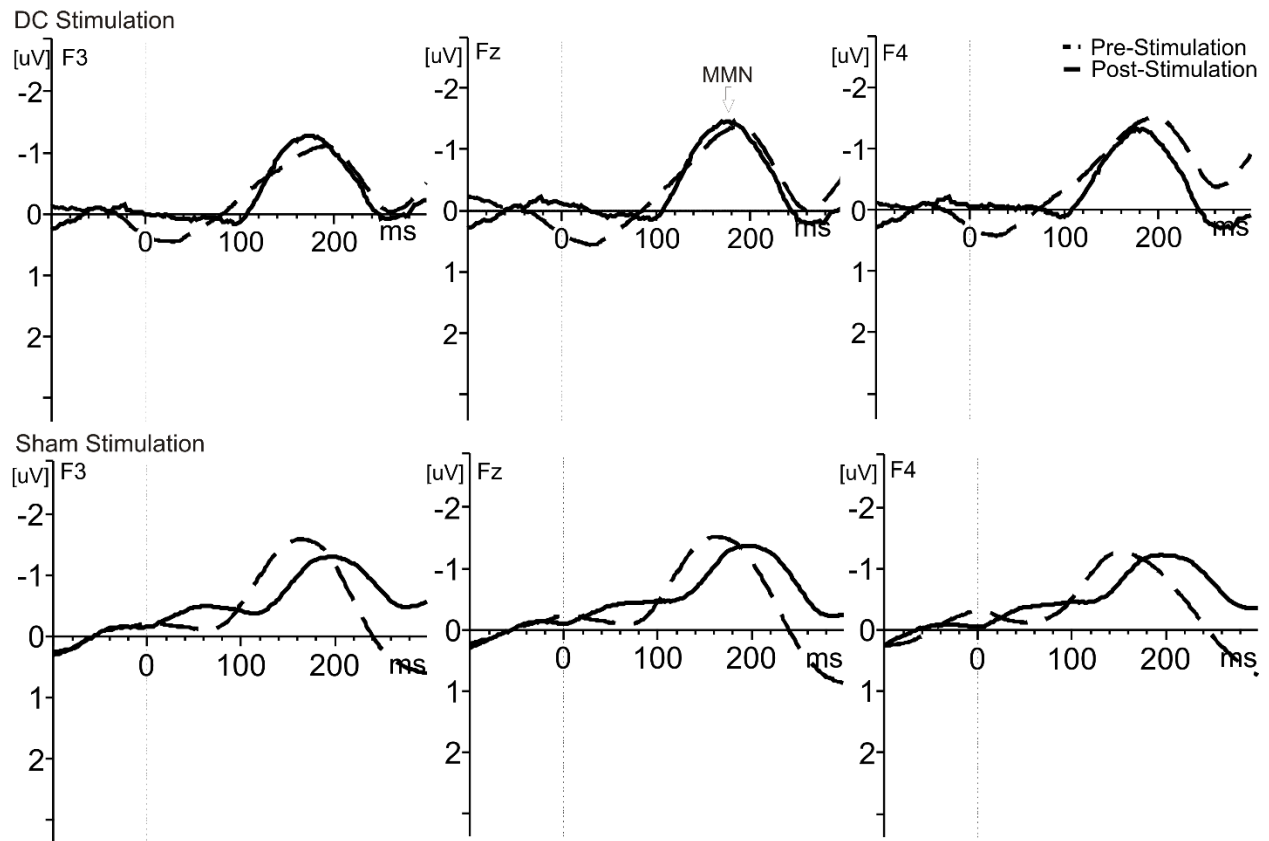 DC Stimulation
[uV] F3
-2
-1
0
1
2
0 100 200 ms
[uV] Fz
MMN
-2
-1
0
1
2
0 100 200 ms
[uV] F4
Pre-Stimulation
Post-Stimulation
-2
-1
0
1
2
0 100 200 ms
Sham Stimulation
[uV] F3
-2
-1
0
1
2
0 100 200 ms
[uV] Fz
-2
-1
0
1
2
0 100 200 ms
[uV] F4
-2
-1
0
1
2
0 100 200 ms